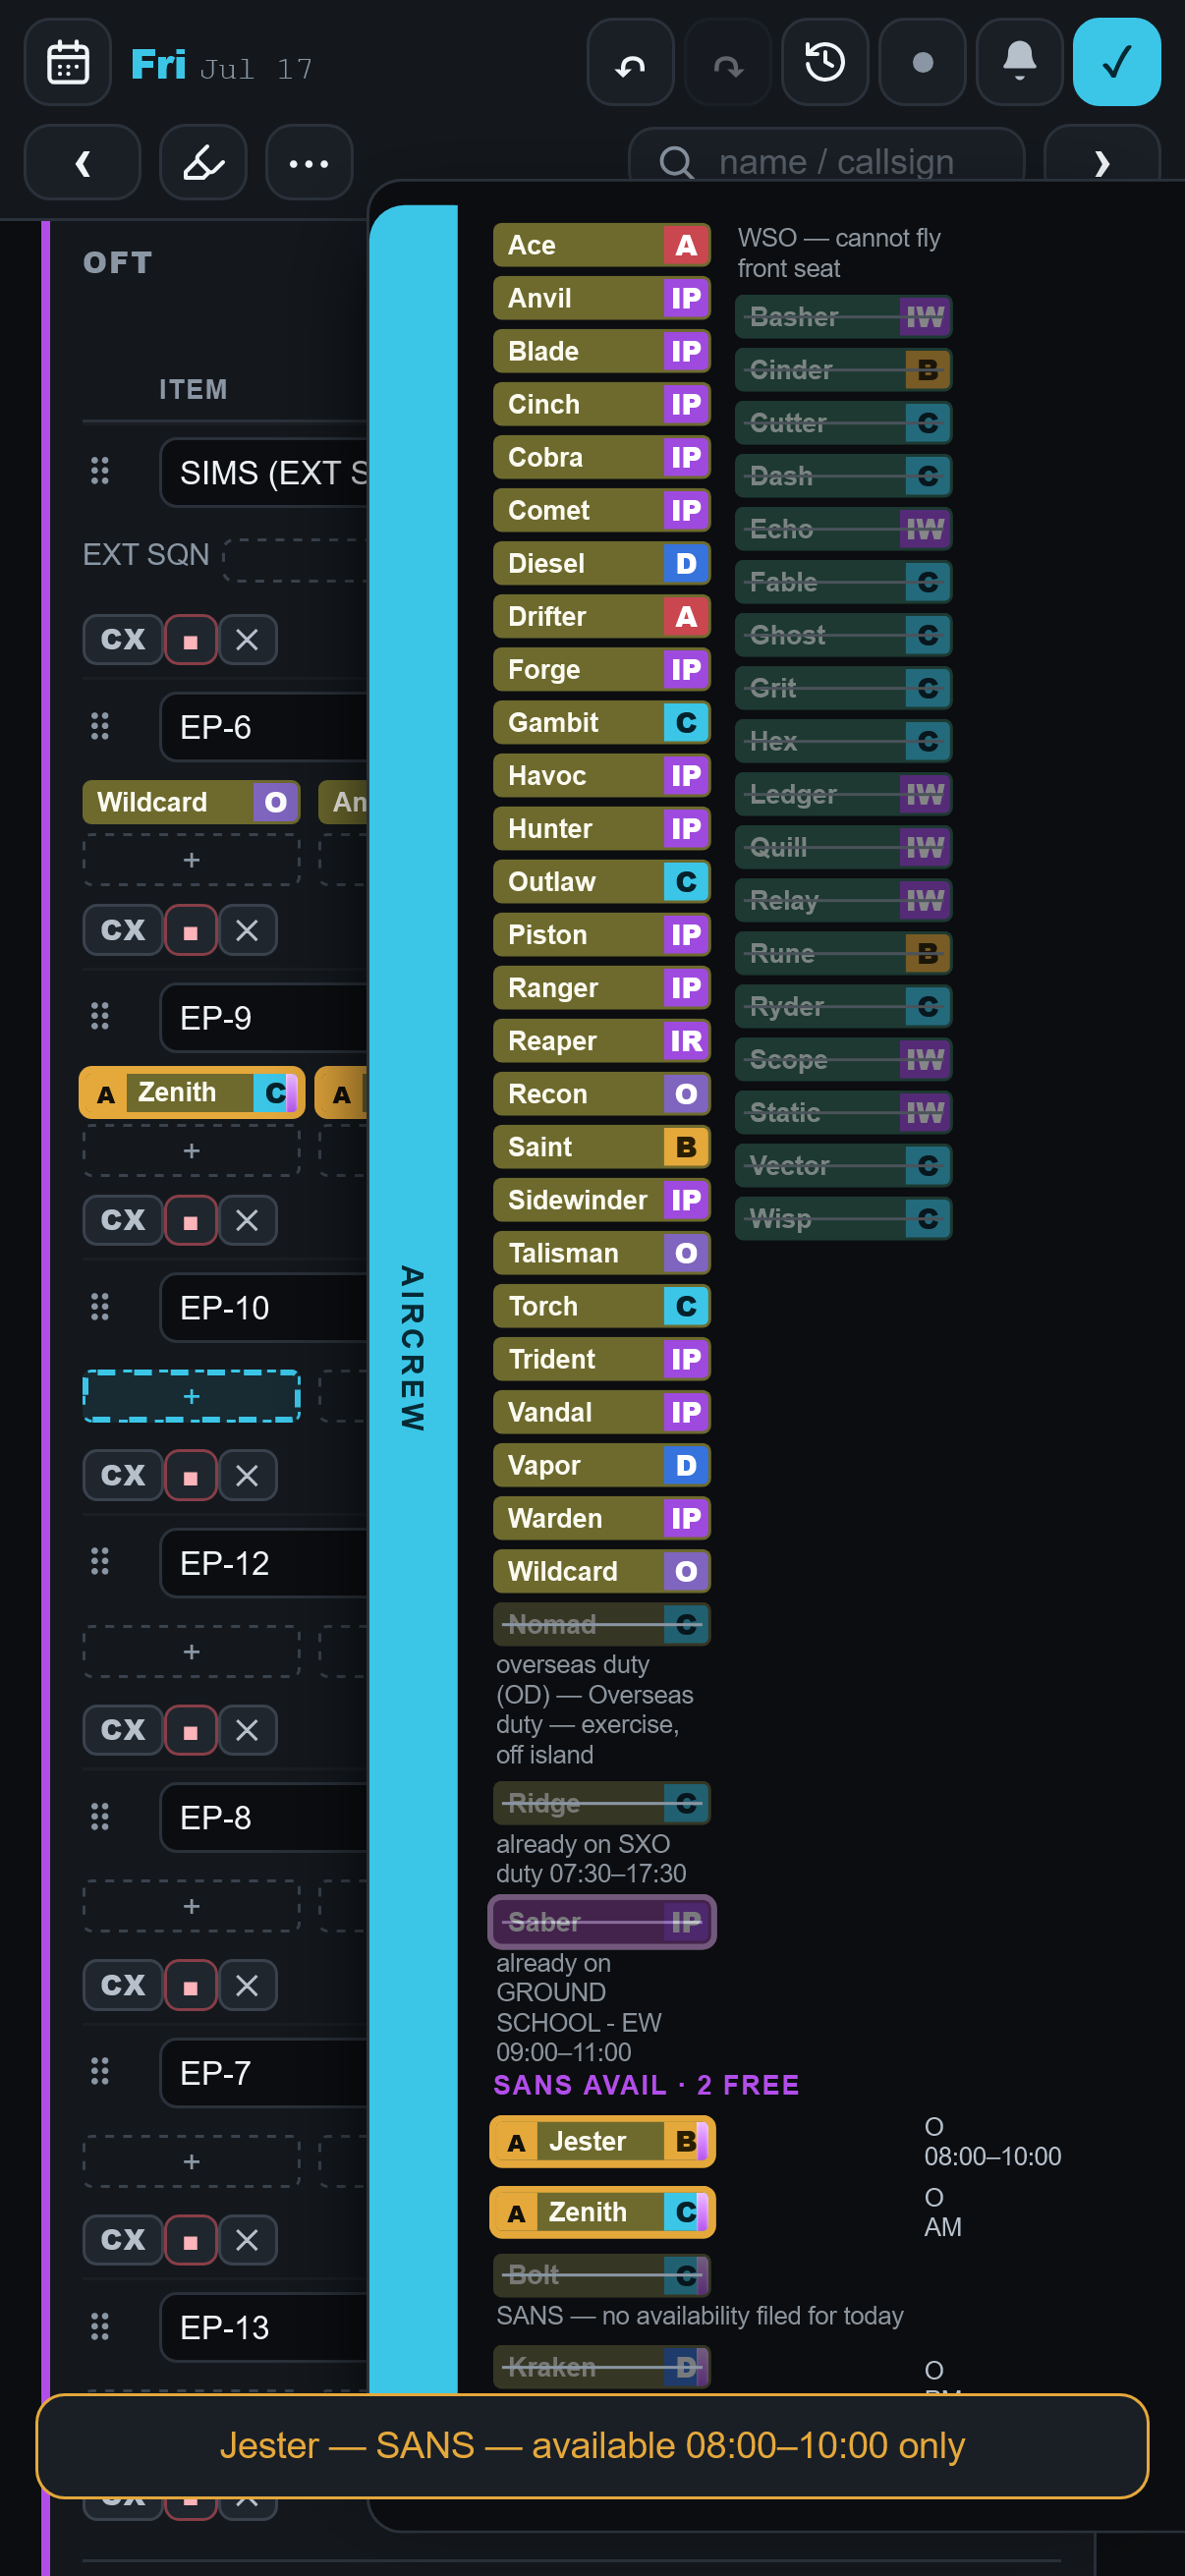 Fri Jul 17
name / callsign
OFT
ITEM
SIMS (EXT S
EXT SQN
CX
EP-6
Wildcard O An
+
CX
EP-9
A Zenith C A
+
CX
EP-10
+
CX
EP-12
+
CX
EP-8
+
CX
EP-7
+
CX
EP-13
AIRCREW
Ace A
Anvil IP
Blade IP
Cinch IP
Cobra IP
Comet IP
Diesel D
Drifter A
Forge IP
Gambit C
Havoc IP
Hunter IP
Outlaw C
Piston IP
Ranger IP
Reaper IR
Recon O
Saint B
Sidewinder IP
Talisman O
Torch C
Trident IP
Vandal IP
Vapor D
Warden IP
Wildcard O
Nomad C
overseas duty
(OD) — Overseas
duty — exercise,
off island
Ridge C
already on SXO
duty 07:30–17:30
Saber IP
already on
GROUND
SCHOOL - EW
09:00–11:00
WSO — cannot fly
front seat
Basher IW
Cinder B
Cutter C
Dash C
Echo IW
Fable C
Ghost C
Grit C
Hex C
Ledger IW
Quill IW
Relay IW
Rune B
Ryder C
Scope IW
Static IW
Vector C
Wisp C
SANS AVAIL · 2 FREE
A Jester B
O
08:00–10:00
A Zenith C
O
AM
Bolt C
SANS — no availability filed for today
Kraken D
O
Jester — SANS — available 08:00–10:00 only